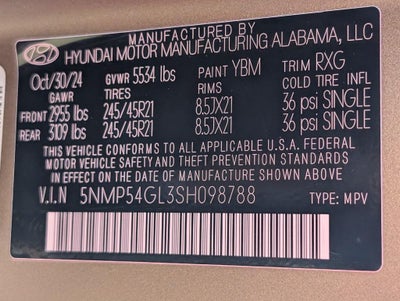 MANUFACTURED BY
HYUNDAI MOTOR MANUFACTURING ALABAMA, LLC
Oct/30/24 GVWR 5534 lbs PAINT YBM TRIM RXG
GAWR TIRES RIMS COLD TIRE INFL
FRONT 2955 lbs 245/45R21 8.5JX21 36 psi SINGLE
REAR 3109 lbs 245/45R21 8.5JX21 36 psi SINGLE
THIS VEHICLE CONFORMS TO ALL APPLICABLE U.S.A. FEDERAL
MOTOR VEHICLE SAFETY, BUMPER, AND THEFT PREVENTION
STANDARDS IN EFFECT ON THE DATE OF MANUFACTURE SHOWN ABOVE.
V.I.N 5NMP54GL3SH098788 TYPE: MPV